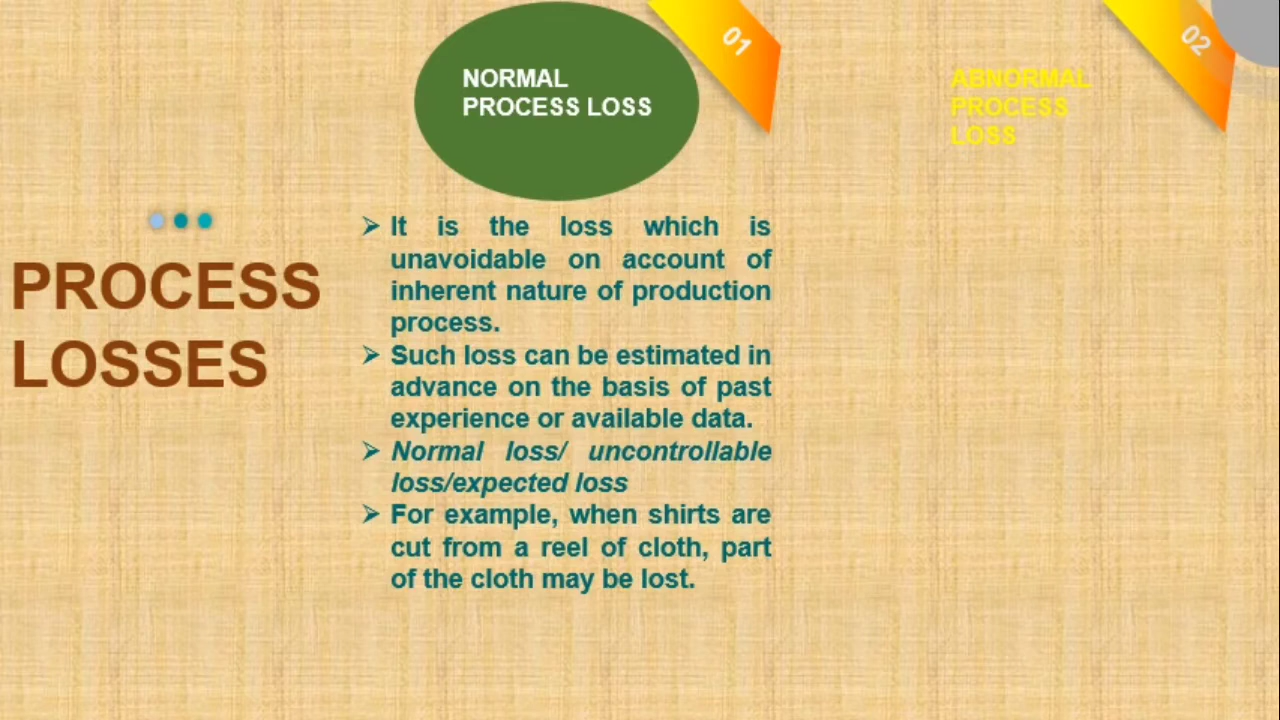 PROCESS
LOSSES
01
NORMAL
PROCESS LOSS
➢ It is the loss which is
unavoidable on account of
inherent nature of production
process.
➢ Such loss can be estimated in
advance on the basis of past
experience or available data.
➢ Normal loss/ uncontrollable
loss/expected loss
➢ For example, when shirts are
cut from a reel of cloth, part
of the cloth may be lost.
02
ABNORMAL
PROCESS
LOSS